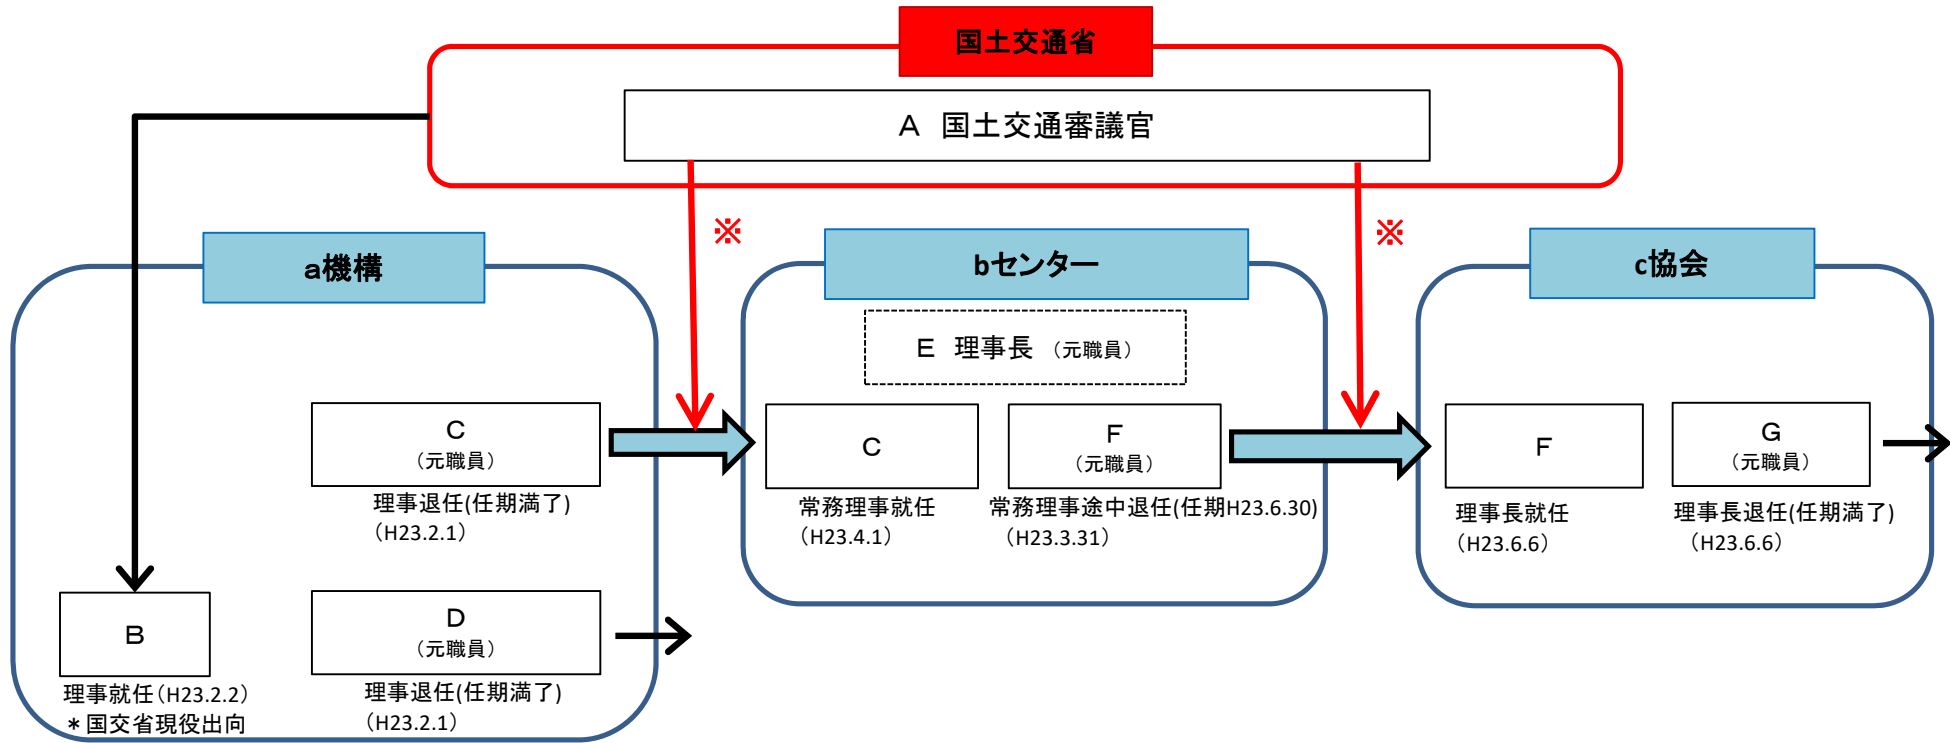 国土交通省
A 国土交通審議官
※
※
a機構
bセンター
c協会
E 理事長 （元職員）
C
（元職員）
理事退任(任期満了)
（H23.2.1）
C
常務理事就任
（H23.4.1）
F
（元職員）
常務理事途中退任(任期H23.6.30)
（H23.3.31）
F
理事長就任
（H23.6.6）
G
（元職員）
理事長退任(任期満了)
（H23.6.6）
B
理事就任（H23.2.2）
＊国交省現役出向
D
（元職員）
理事退任(任期満了)
（H23.2.1）